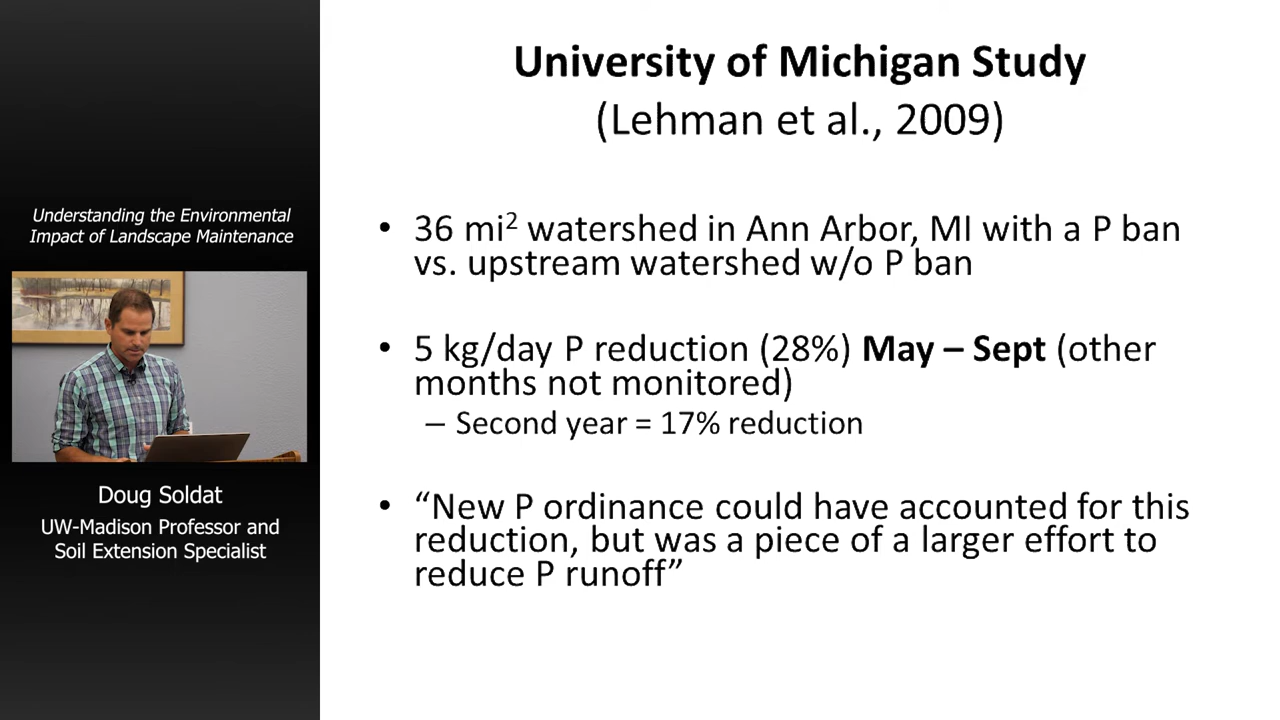 Understanding the Environmental
Impact of Landscape Maintenance
Doug Soldat
UW-Madison Professor and
Soil Extension Specialist
University of Michigan Study
(Lehman et al., 2009)
• 36 mi² watershed in Ann Arbor, MI with a P ban
vs. upstream watershed w/o P ban
• 5 kg/day P reduction (28%) May – Sept (other
months not monitored)
– Second year = 17% reduction
• “New P ordinance could have accounted for this
reduction, but was a piece of a larger effort to
reduce P runoff”